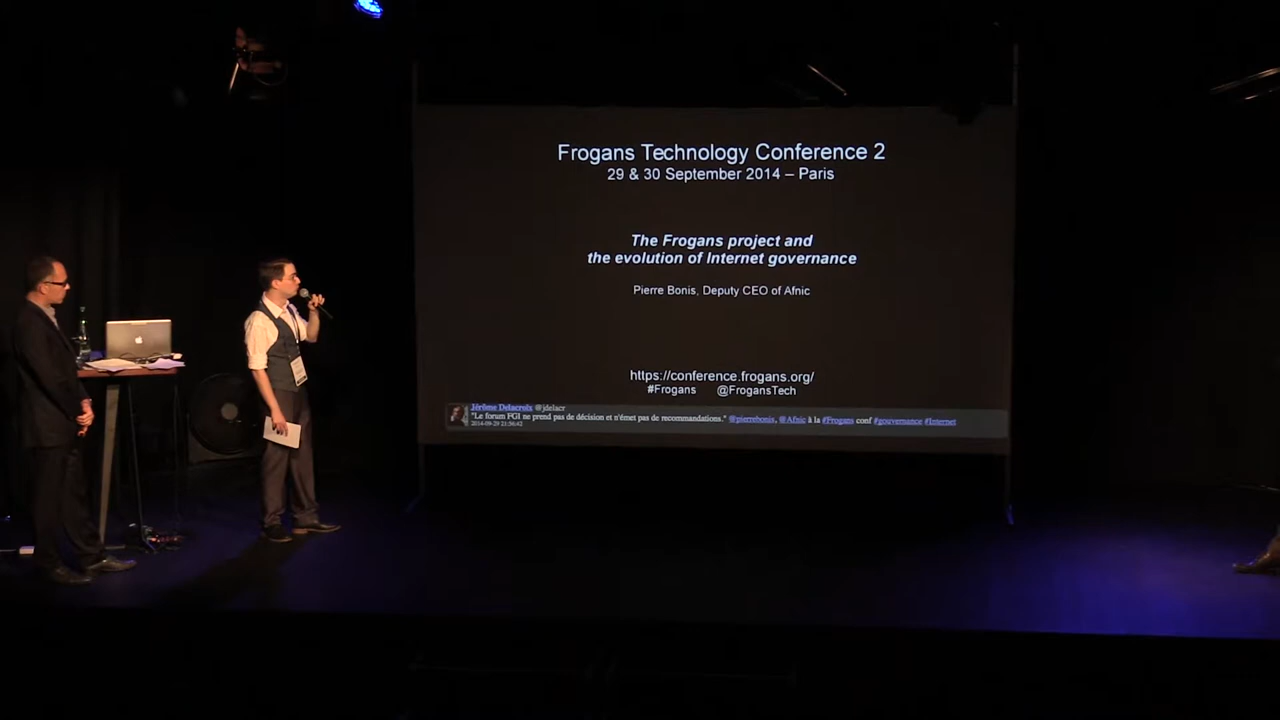 Frogans Technology Conference 2
29 & 30 September 2014 – Paris
The Frogans project and
the evolution of Internet governance
Pierre Bonis, Deputy CEO of Afnic
https://conference.frogans.org/
#Frogans @FrogansTech
Jérôme Delacroix @jdelacr
"Le forum FGI ne prend pas de décision et n'émet pas de recommandations." @pierrebonis, @Afnic à la #Frogans conf #gouvernance #Internet
2014-09-29 21:56:42